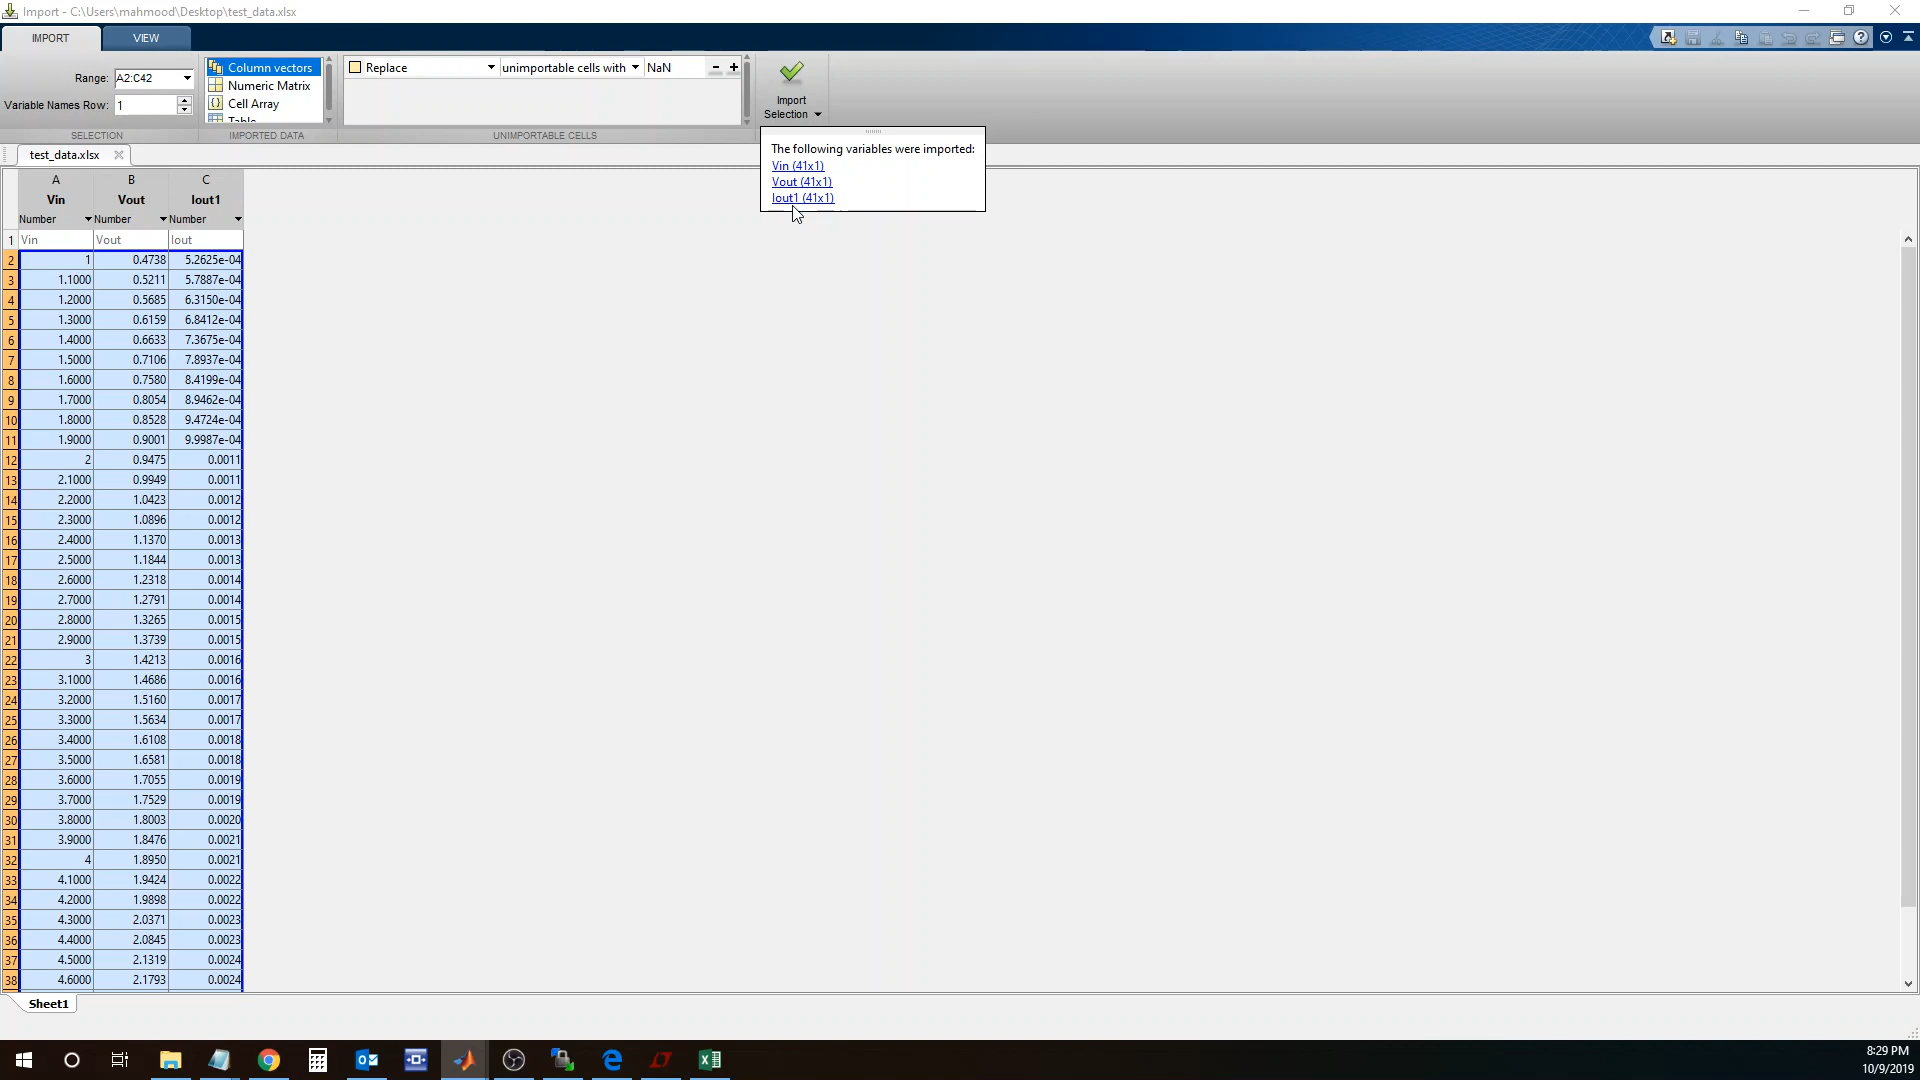 Import - C:\Users\mahmood\Desktop\test_data.xlsx
IMPORT VIEW
Range: A2:C42
Variable Names Row: 1
SELECTION
Column vectors
Numeric Matrix
Cell Array
Table
IMPORTED DATA
Replace unimportable cells with NaN
UNIMPORTABLE CELLS
Import
Selection
The following variables were imported:
Vin (41x1)
Vout (41x1)
Iout1 (41x1)
test_data.xlsx
A B C
Vin Vout Iout1
Number Number Number
1 Vin Vout Iout
2 1 0.4738 5.2625e-04
3 1.1000 0.5211 5.7887e-04
4 1.2000 0.5685 6.3150e-04
5 1.3000 0.6159 6.8412e-04
6 1.4000 0.6633 7.3675e-04
7 1.5000 0.7106 7.8937e-04
8 1.6000 0.7580 8.4199e-04
9 1.7000 0.8054 8.9462e-04
10 1.8000 0.8528 9.4724e-04
11 1.9000 0.9001 9.9987e-04
12 2 0.9475 0.0011
13 2.1000 0.9949 0.0011
14 2.2000 1.0423 0.0012
15 2.3000 1.0896 0.0012
16 2.4000 1.1370 0.0013
17 2.5000 1.1844 0.0013
18 2.6000 1.2318 0.0014
19 2.7000 1.2791 0.0014
20 2.8000 1.3265 0.0015
21 2.9000 1.3739 0.0015
22 3 1.4213 0.0016
23 3.1000 1.4686 0.0016
24 3.2000 1.5160 0.0017
25 3.3000 1.5634 0.0017
26 3.4000 1.6108 0.0018
27 3.5000 1.6581 0.0018
28 3.6000 1.7055 0.0019
29 3.7000 1.7529 0.0019
30 3.8000 1.8003 0.0020
31 3.9000 1.8476 0.0021
32 4 1.8950 0.0021
33 4.1000 1.9424 0.0022
34 4.2000 1.9898 0.0022
35 4.3000 2.0371 0.0023
36 4.4000 2.0845 0.0023
37 4.5000 2.1319 0.0024
38 4.6000 2.1793 0.0024
Sheet1
8:29 PM
10/9/2019